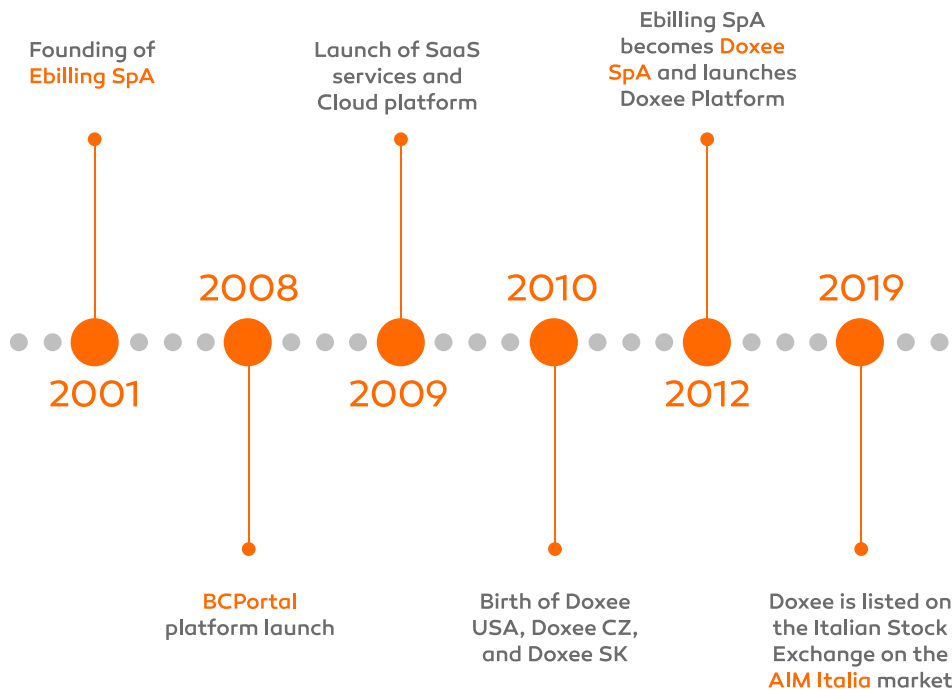 Founding of
Ebilling SpA
2001
2008
BCPortal
platform launch
Launch of SaaS
services and
Cloud platform
2009
2010
Birth of Doxee
USA, Doxee CZ,
and Doxee SK
Ebilling SpA
becomes Doxee
SpA and launches
Doxee Platform
2012
2019
Doxee is listed on
the Italian Stock
Exchange on the
AIM Italia market